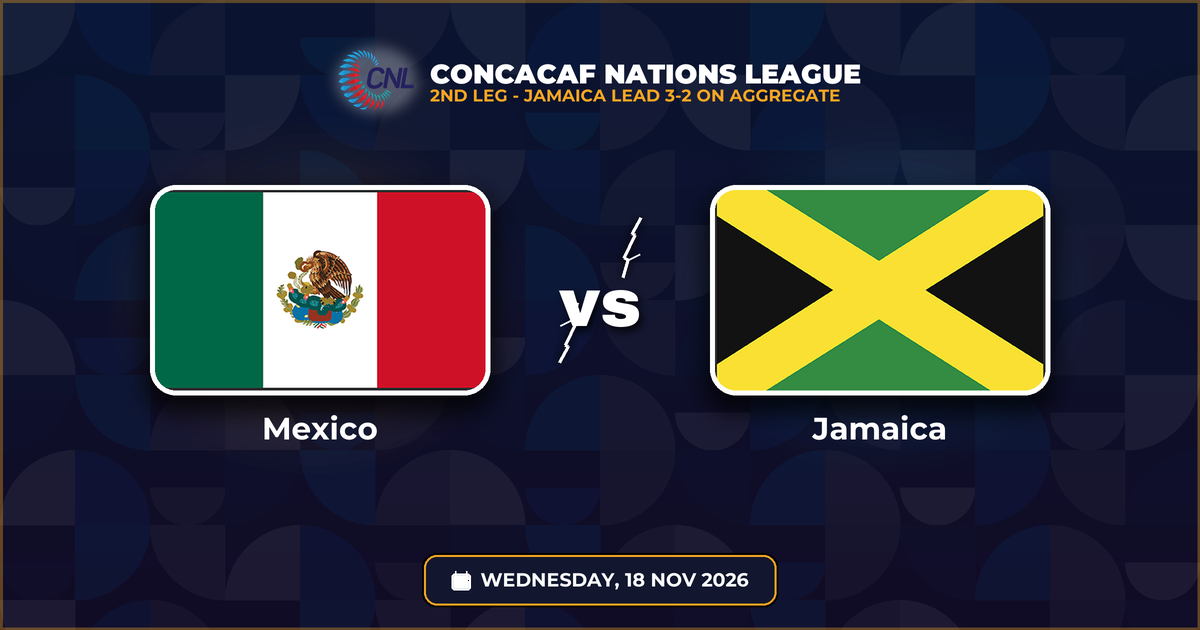 CNL
CONCACAF NATIONS LEAGUE
2ND LEG - JAMAICA LEAD 3-2 ON AGGREGATE
VS
Mexico
Jamaica
WEDNESDAY, 18 NOV 2026